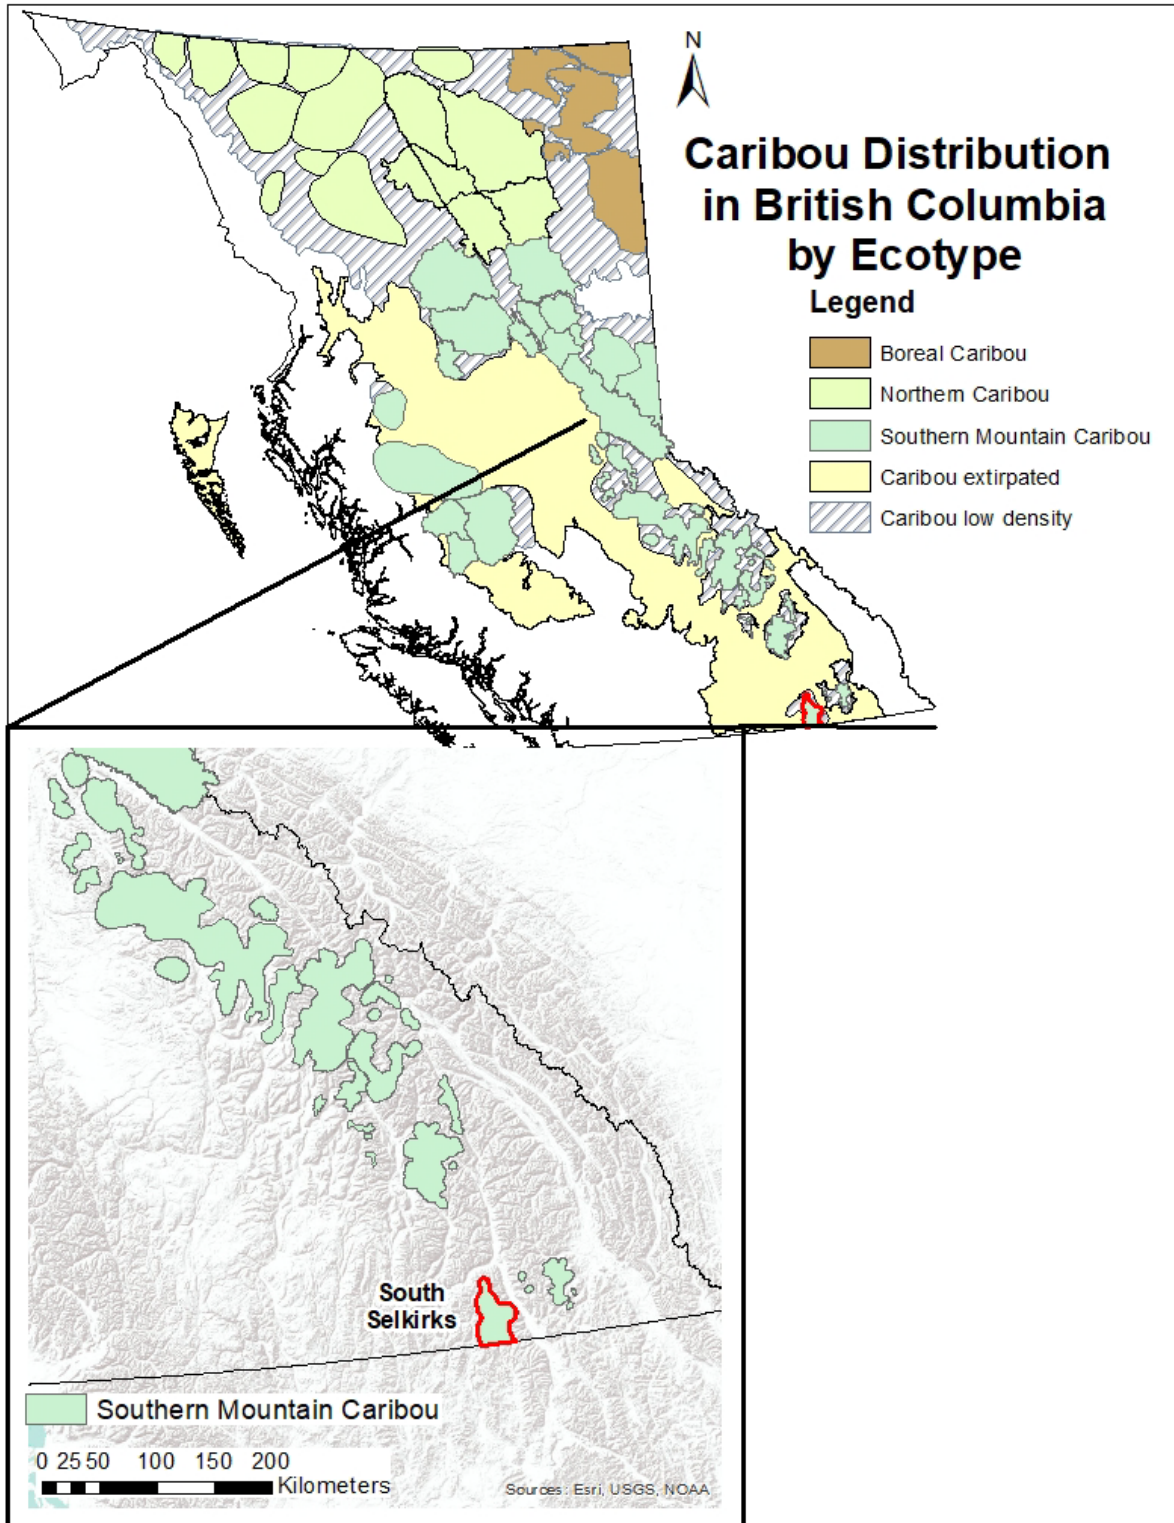 N
Caribou Distribution
in British Columbia
by Ecotype
Legend
Boreal Caribou
Northern Caribou
Southern Mountain Caribou
Caribou extirpated
Caribou low density
South
Selkirks
Southern Mountain Caribou
0 25 50 100 150 200
Kilometers
Sources: Esri, USGS, NOAA